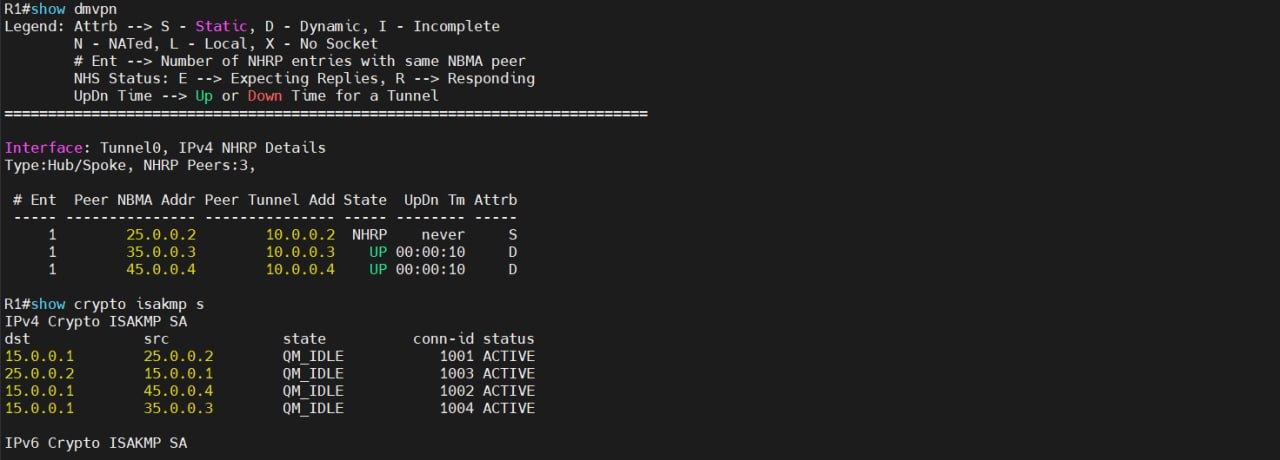 R1#show dmvpn
Legend: Attrb --> S - Static, D - Dynamic, I - Incomplete
        N - NATed, L - Local, X - No Socket
        # Ent --> Number of NHRP entries with same NBMA peer
        NHS Status: E --> Expecting Replies, R --> Responding
        UpDn Time --> Up or Down Time for a Tunnel
==========================================================================
Interface: Tunnel0, IPv4 NHRP Details
Type:Hub/Spoke, NHRP Peers:3,
 # Ent  Peer NBMA Addr Peer Tunnel Add State  UpDn Tm Attrb
 ----- --------------- --------------- ----- -------- -----
     1        25.0.0.2        10.0.0.2  NHRP    never     S
     1        35.0.0.3        10.0.0.3    UP 00:00:10     D
     1        45.0.0.4        10.0.0.4    UP 00:00:10     D
R1#show crypto isakmp s
IPv4 Crypto ISAKMP SA
dst             src             state          conn-id status
15.0.0.1        25.0.0.2        QM_IDLE           1001 ACTIVE
25.0.0.2        15.0.0.1        QM_IDLE           1003 ACTIVE
15.0.0.1        45.0.0.4        QM_IDLE           1002 ACTIVE
15.0.0.1        35.0.0.3        QM_IDLE           1004 ACTIVE
IPv6 Crypto ISAKMP SA